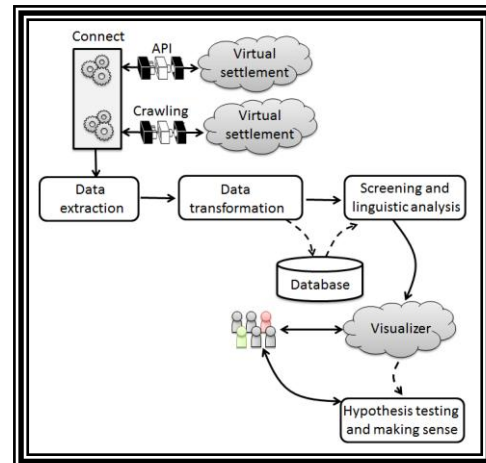 Connect
API
Virtual
settlement
Crawling
Virtual
settlement
Data
extraction
Data
transformation
Screening and
linguistic analysis
Database
Visualizer
Hypothesis testing
and making sense